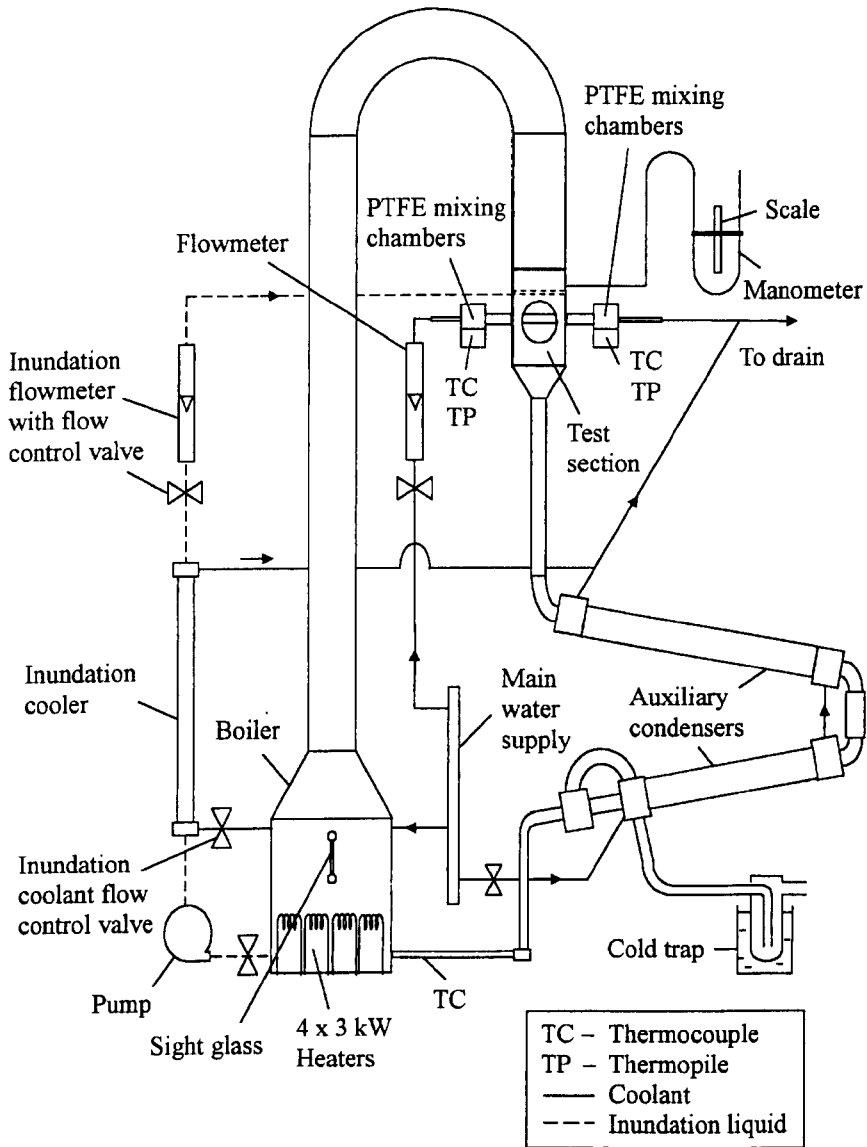 PTFE mixing
chambers
PTFE mixing
chambers
Scale
Flowmeter
Manometer
Inundation
flowmeter
with flow
control valve
TC
TP
TC
TP
To drain
Test
section
Inundation
cooler
Main
water
supply
Auxiliary
condensers
Boiler
Inundation
coolant flow
control valve
Pump
Sight glass
4 x 3 kW
Heaters
TC
Cold trap
TC – Thermocouple
TP – Thermopile
Coolant
Inundation liquid